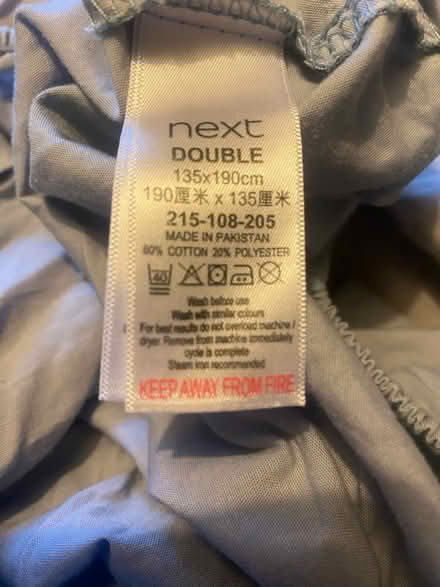 next
DOUBLE
135x190cm
190厘米 x 135厘米
215-108-205
MADE IN PAKISTAN
80% COTTON 20% POLYESTER
40
Wash before use
Wash with similar colours
For best results do not overload machine /
dryer Remove from machine immediately
cycle is complete
Steam iron recommended
KEEP AWAY FROM FIRE